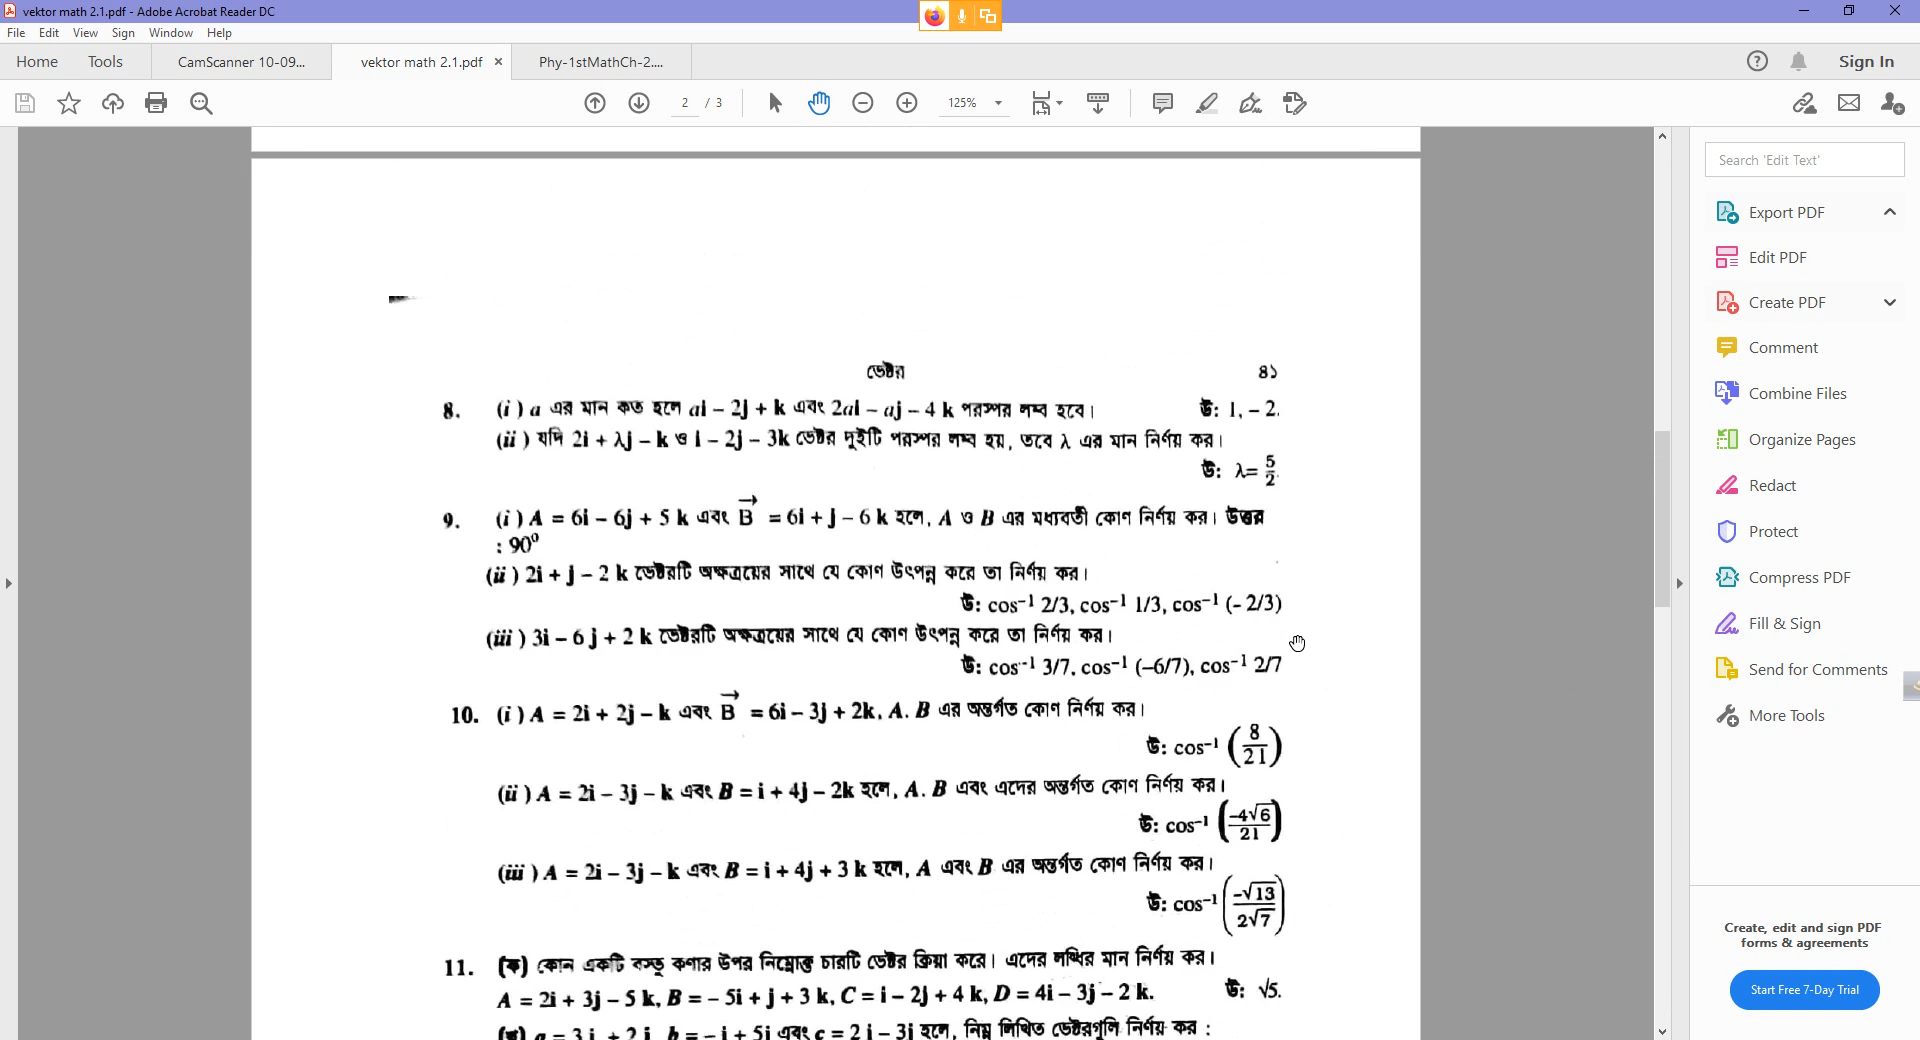 vektor math 2.1.pdf - Adobe Acrobat Reader DC
File Edit View Sign Window Help
Home Tools CamScanner 10-09... vektor math 2.1.pdf × Phy-1stMathCh-2.... Sign In
2 / 3 125%
Search 'Edit Text'
Export PDF
Edit PDF
Create PDF
Comment
Combine Files
Organize Pages
Redact
Protect
Compress PDF
Fill & Sign
Send for Comments
More Tools
Create, edit and sign PDF
forms & agreements
Start Free 7-Day Trial
ভেক্টর ৪১
8. (i) a এর মান কত হলে ai – 2j + k এবং 2ai – aj – 4 k পরস্পর লম্ব হবে। উ: 1, – 2.
(ii) যদি 2i + λj – k ও i – 2j – 3k ভেক্টর দুইটি পরস্পর লম্ব হয়, তবে λ এর মান নির্ণয় কর।
উ: λ= 5/2.
9. (i) A = 6i – 6j + 5 k এবং B⃗ = 6i + j – 6 k হলে, A ও B এর মধ্যবর্তী কোণ নির্ণয় কর। উত্তর
: 90⁰
(ii) 2i + j – 2 k ভেক্টরটি অক্ষত্রয়ের সাথে যে কোণ উৎপন্ন করে তা নির্ণয় কর।
উ: cos⁻¹ 2/3, cos⁻¹ 1/3, cos⁻¹ (- 2/3)
(iii) 3i – 6 j + 2 k ভেক্টরটি অক্ষত্রয়ের সাথে যে কোণ উৎপন্ন করে তা নির্ণয় কর।
উ: cos⁻¹ 3/7, cos⁻¹ (–6/7), cos⁻¹ 2/7
10. (i) A = 2i + 2j – k এবং B⃗ = 6i – 3j + 2k, A. B এর অন্তর্গত কোণ নির্ণয় কর।
উ: cos⁻¹ (8/21)
(ii) A = 2i – 3j – k এবং B = i + 4j – 2k হলে, A. B এবং এদের অন্তর্গত কোণ নির্ণয় কর।
উ: cos⁻¹ (–4√6/21)
(iii) A = 2i – 3j – k এবং B = i + 4j + 3 k হলে, A এবং B এর অন্তর্গত কোণ নির্ণয় কর।
উ: cos⁻¹ (–√13/2√7)
11. (ক) কোন একটি বস্তু কণার উপর নিম্নোক্ত চারটি ভেক্টর ক্রিয়া করে। এদের লব্ধির মান নির্ণয় কর।
A = 2i + 3j – 5 k, B = – 5i + j + 3 k, C = i – 2j + 4 k, D = 4i – 3j – 2 k. উ: √5.
(খ) a = 3 i + 2 j, b = – i + 5j এবং c = 2 i – 3j হলে, নিম্ন লিখিত ভেক্টরগুলি নির্ণয় কর :